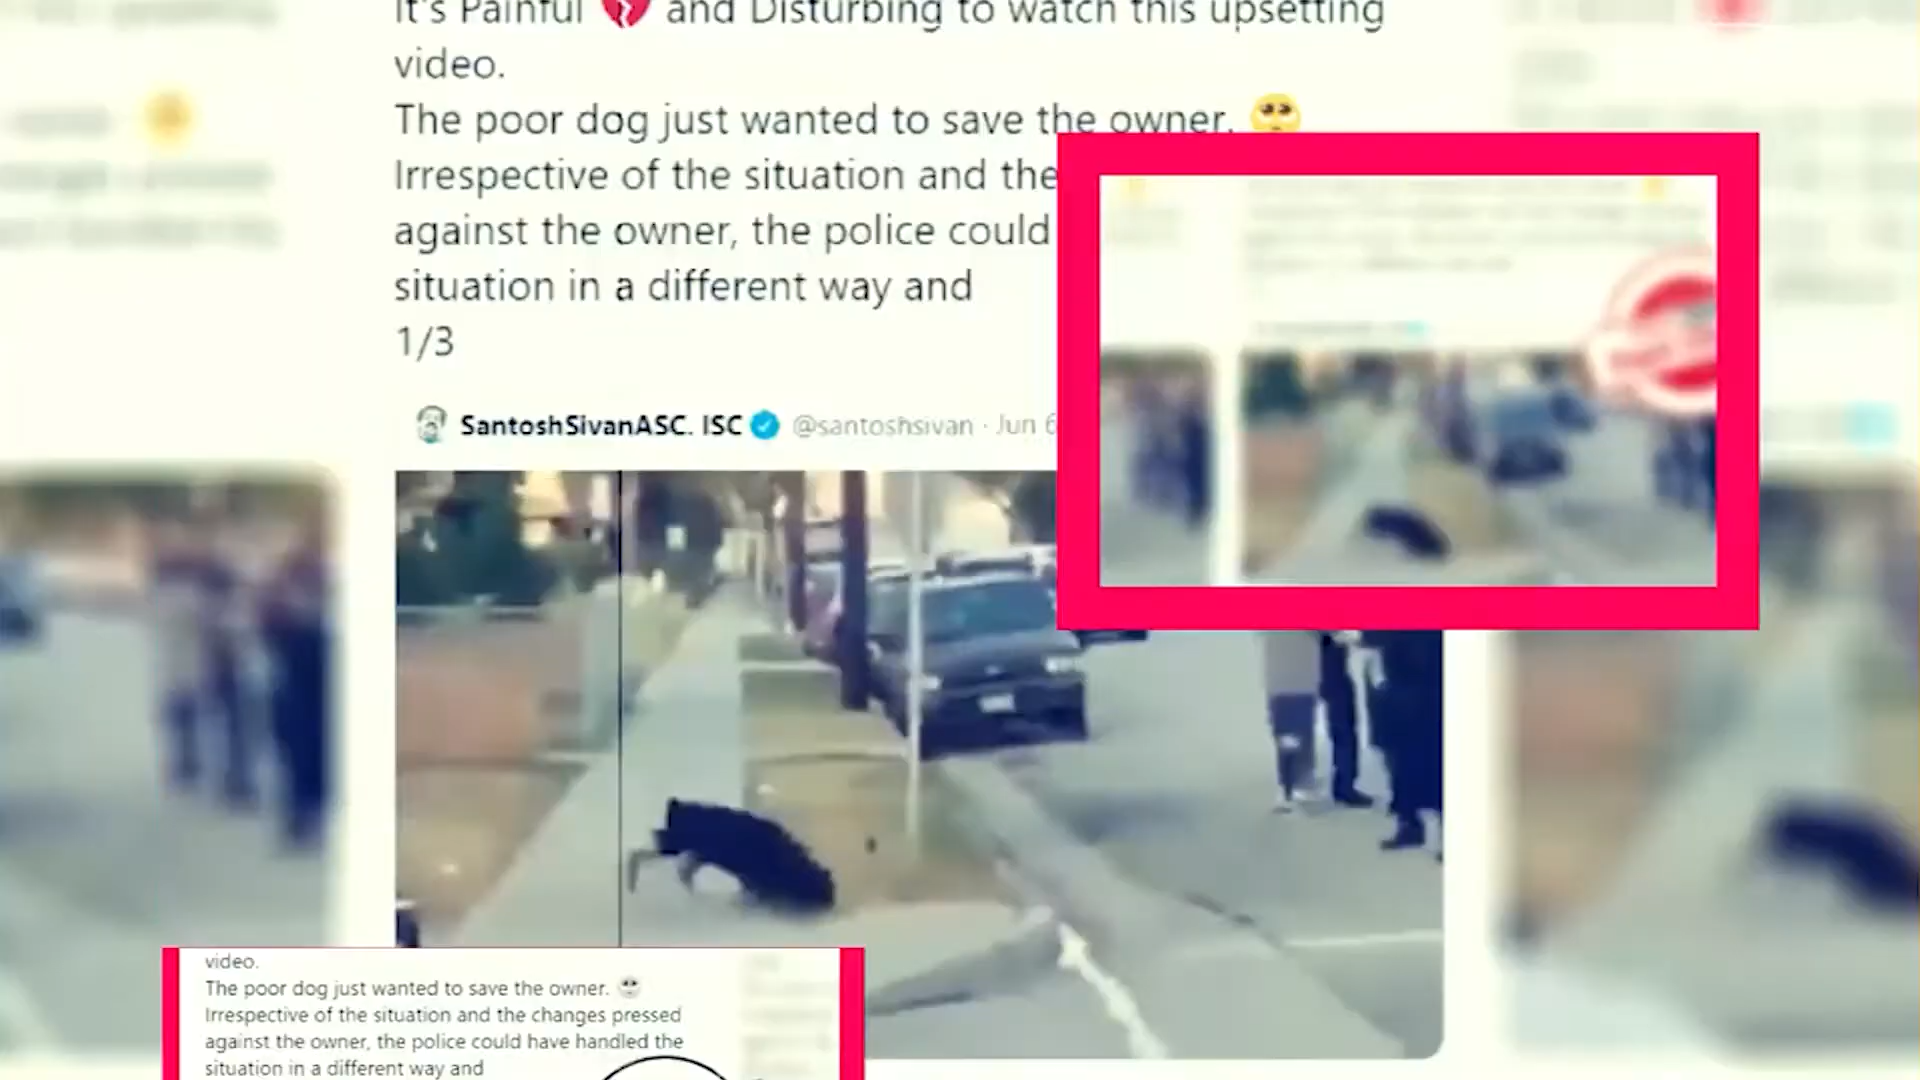 It's Painful 💔 and Disturbing to watch this upsetting
video.
The poor dog just wanted to save the owner. 🥺
Irrespective of the situation and the
against the owner, the police could
situation in a different way and
1/3
SantoshSivanASC. ISC @santoshsivan · Jun 6
video.
The poor dog just wanted to save the owner. 🥺
Irrespective of the situation and the changes pressed
against the owner, the police could have handled the
situation in a different way and